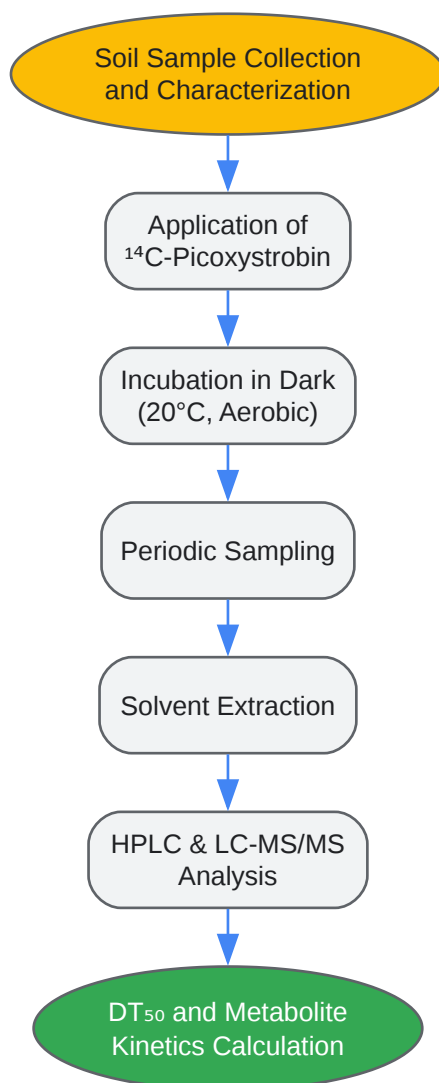 Soil Sample Collection
and Characterization
Application of
¹⁴C-Picoxystrobin
Incubation in Dark
(20°C, Aerobic)
Periodic Sampling
Solvent Extraction
HPLC & LC-MS/MS
Analysis
DT₅₀ and Metabolite
Kinetics Calculation